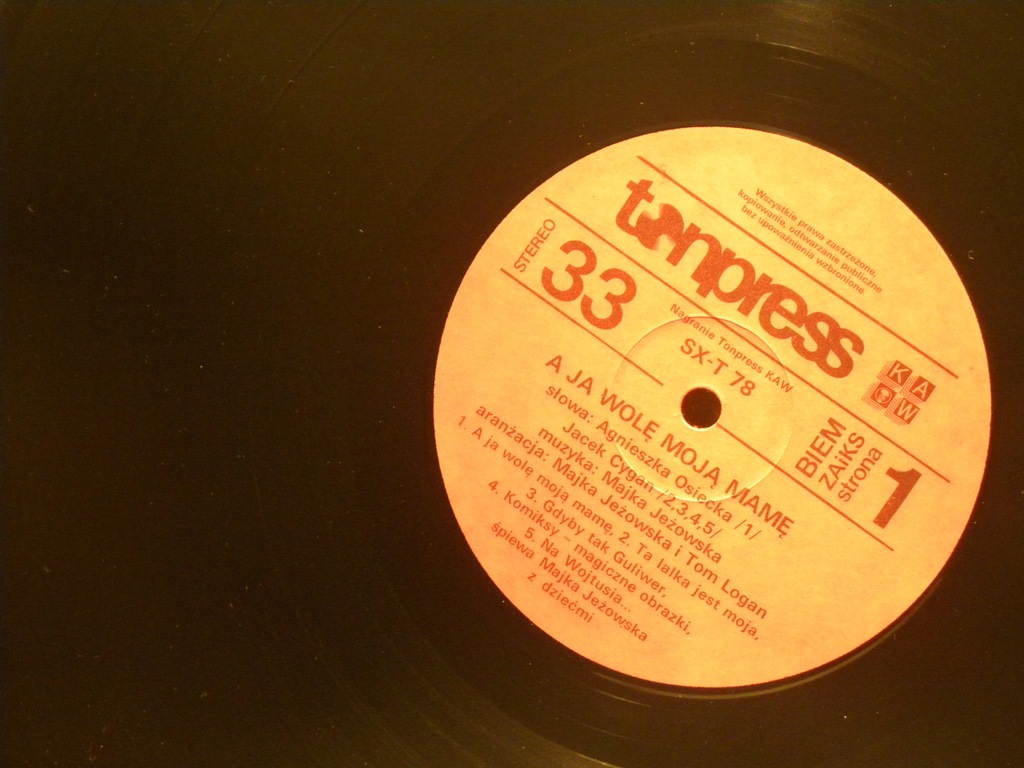 Wszystkie prawa zastrzeżone,
kopiowanie, odtwarzanie publiczne
bez upoważnienia wzbronione.
tonpress
KAW
STEREO
33
Nagranie Tonpress KAW
SX-T 78
BIEM
ZAiKS
strona
1
A JA WOLĘ MOJĄ MAMĘ
słowa: Agnieszka Osiecka /1/
Jacek Cygan /2,3,4,5/
muzyka: Majka Jeżowska
aranżacja: Majka Jeżowska i Tom Logan
1. A ja wolę moją mamę, 2. Ta lalka jest moja,
3. Gdyby tak Guliwer,
4. Komiksy – magiczne obrazki,
5. Na Wojtusia...
śpiewa Majka Jeżowska
z dziećmi